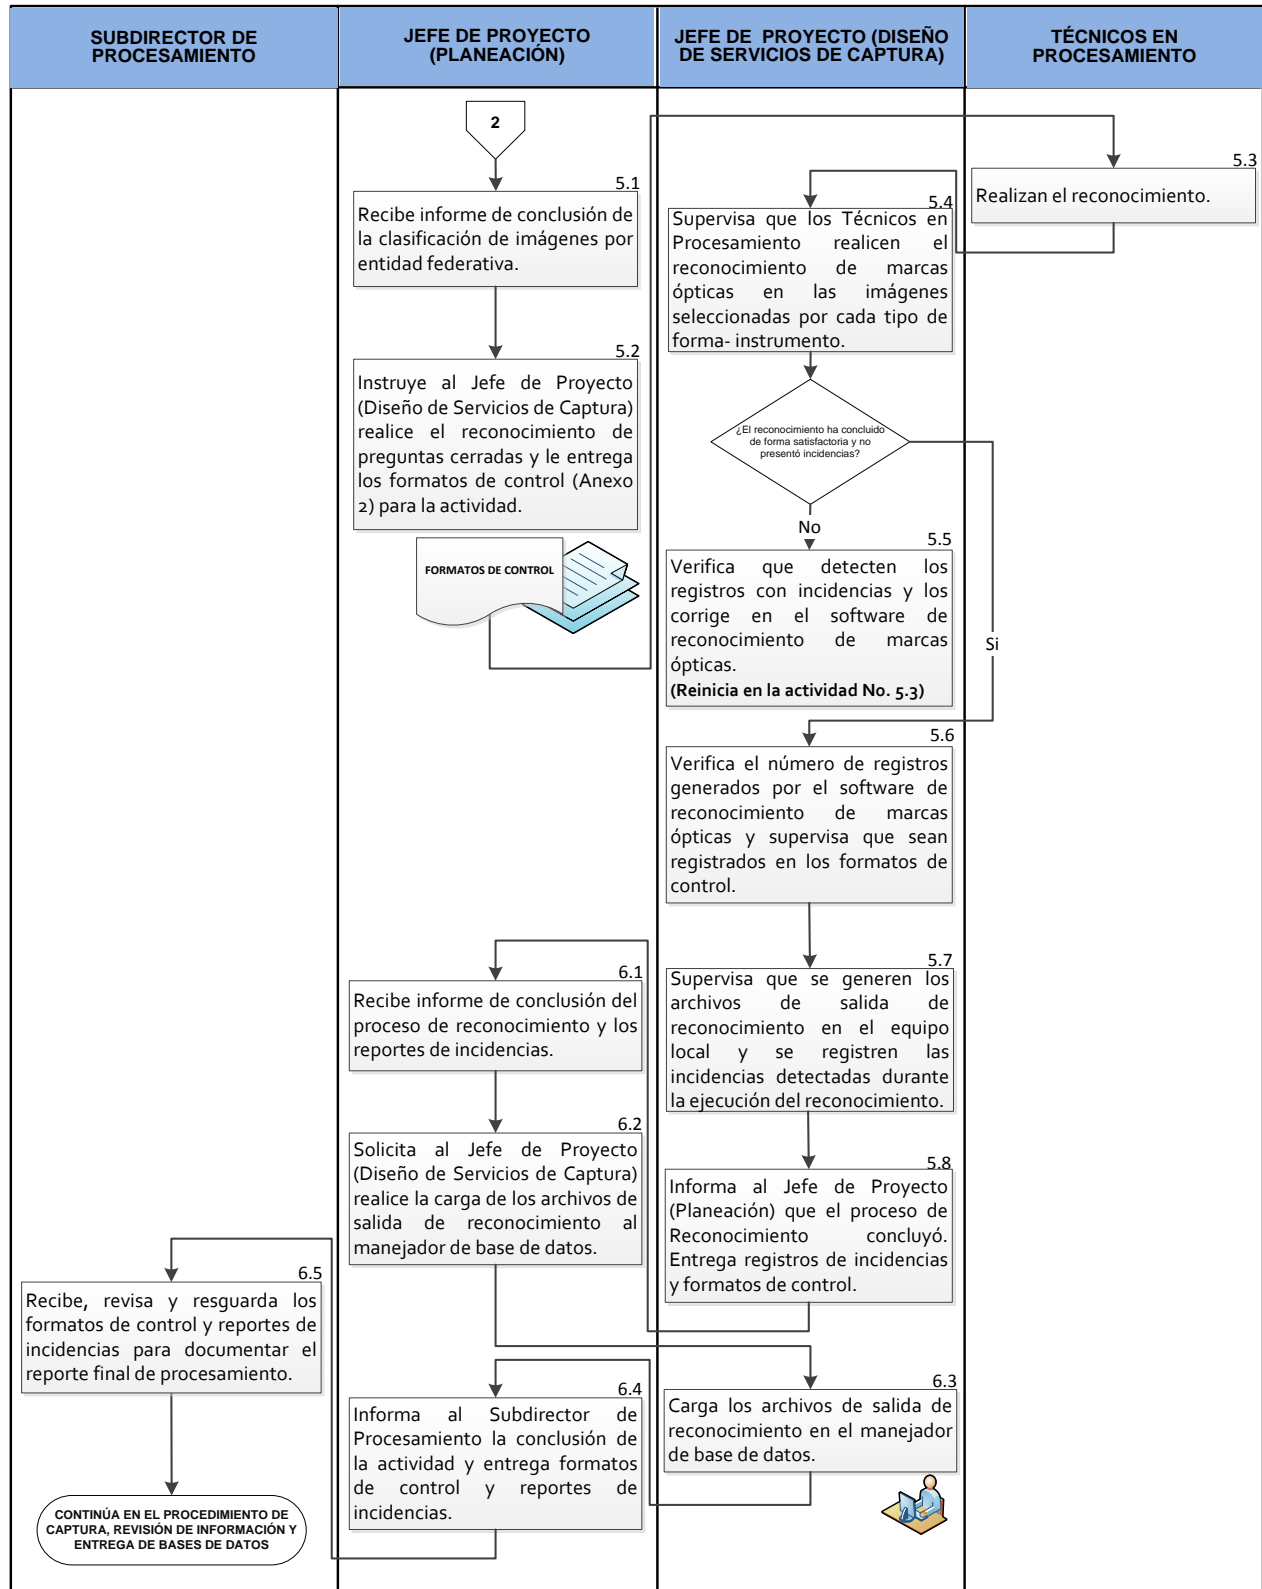 SUBDIRECTOR DE
PROCESAMIENTO
JEFE DE PROYECTO
(PLANEACIÓN)
JEFE DE PROYECTO (DISEÑO
DE SERVICIOS DE CAPTURA)
TÉCNICOS EN
PROCESAMIENTO
2
5.1
Recibe informe de conclusión de
la clasificación de imágenes por
entidad federativa.
5.2
Instruye al Jefe de Proyecto
(Diseño de Servicios de Captura)
realice el reconocimiento de
preguntas cerradas y le entrega
los formatos de control (Anexo
2) para la actividad.
FORMATOS DE CONTROL
5.3
Realizan el reconocimiento.
5.4
Supervisa que los Técnicos en
Procesamiento realicen el
reconocimiento de marcas
ópticas en las imágenes
seleccionadas por cada tipo de
forma- instrumento.
¿El reconocimiento ha concluido
de forma satisfactoria y no
presentó incidencias?
No
Si
5.5
Verifica que detecten los
registros con incidencias y los
corrige en el software de
reconocimiento de marcas
ópticas.
(Reinicia en la actividad No. 5.3)
5.6
Verifica el número de registros
generados por el software de
reconocimiento de marcas
ópticas y supervisa que sean
registrados en los formatos de
control.
5.7
Supervisa que se generen los
archivos de salida de
reconocimiento en el equipo
local y se registren las
incidencias detectadas durante
la ejecución del reconocimiento.
5.8
Informa al Jefe de Proyecto
(Planeación) que el proceso de
Reconocimiento concluyó.
Entrega registros de incidencias
y formatos de control.
6.1
Recibe informe de conclusión del
proceso de reconocimiento y los
reportes de incidencias.
6.2
Solicita al Jefe de Proyecto
(Diseño de Servicios de Captura)
realice la carga de los archivos de
salida de reconocimiento al
manejador de base de datos.
6.3
Carga los archivos de salida de
reconocimiento en el manejador
de base de datos.
6.4
Informa al Subdirector de
Procesamiento la conclusión de
la actividad y entrega formatos
de control y reportes de
incidencias.
6.5
Recibe, revisa y resguarda los
formatos de control y reportes de
incidencias para documentar el
reporte final de procesamiento.
CONTINÚA EN EL PROCEDIMIENTO DE
CAPTURA, REVISIÓN DE INFORMACIÓN Y
ENTREGA DE BASES DE DATOS